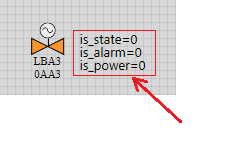 is_state=0
is_alarm=0
is_power=0
LBA3
0AA3